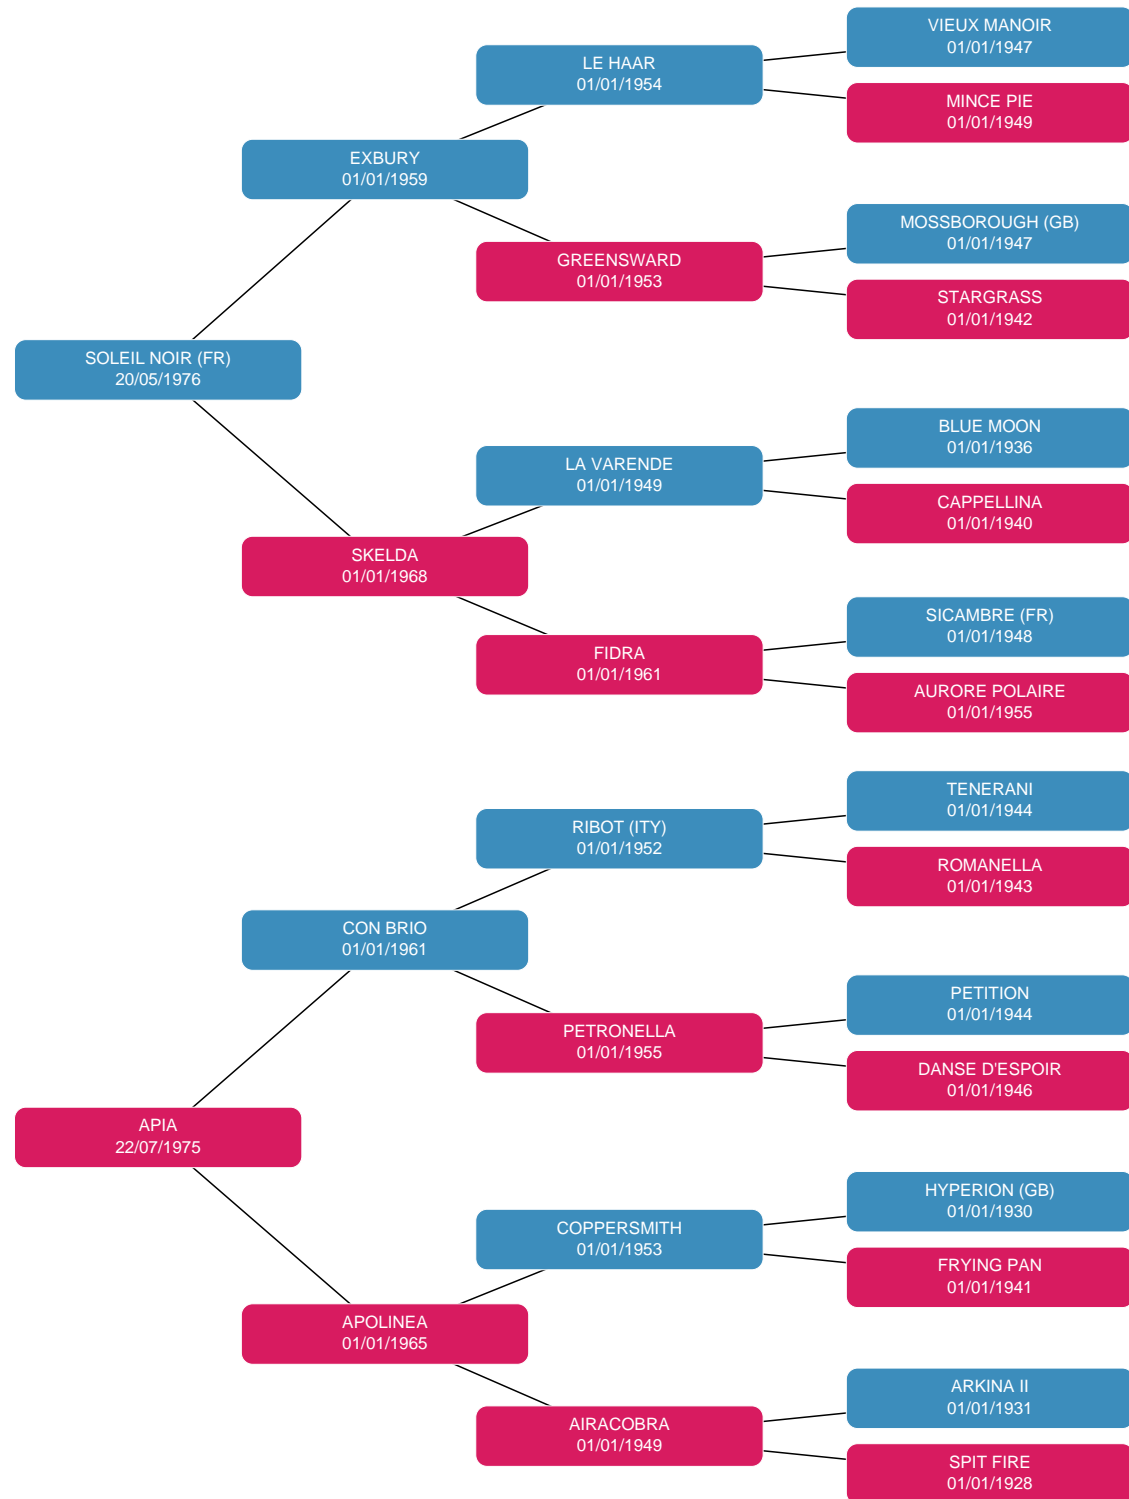 VIEUX MANOIR
01/01/1947
LE HAAR
01/01/1954
MINCE PIE
01/01/1949
EXBURY
01/01/1959
MOSSBOROUGH (GB)
01/01/1947
GREENSWARD
01/01/1953
STARGRASS
01/01/1942
SOLEIL NOIR (FR)
20/05/1976
BLUE MOON
01/01/1936
LA VARENDE
01/01/1949
CAPPELLINA
01/01/1940
SKELDA
01/01/1968
SICAMBRE (FR)
01/01/1948
FIDRA
01/01/1961
AURORE POLAIRE
01/01/1955
TENERANI
01/01/1944
RIBOT (ITY)
01/01/1952
ROMANELLA
01/01/1943
CON BRIO
01/01/1961
PETITION
01/01/1944
PETRONELLA
01/01/1955
DANSE D'ESPOIR
01/01/1946
APIA
22/07/1975
HYPERION (GB)
01/01/1930
COPPERSMITH
01/01/1953
FRYING PAN
01/01/1941
APOLINEA
01/01/1965
ARKINA II
01/01/1931
AIRACOBRA
01/01/1949
SPIT FIRE
01/01/1928